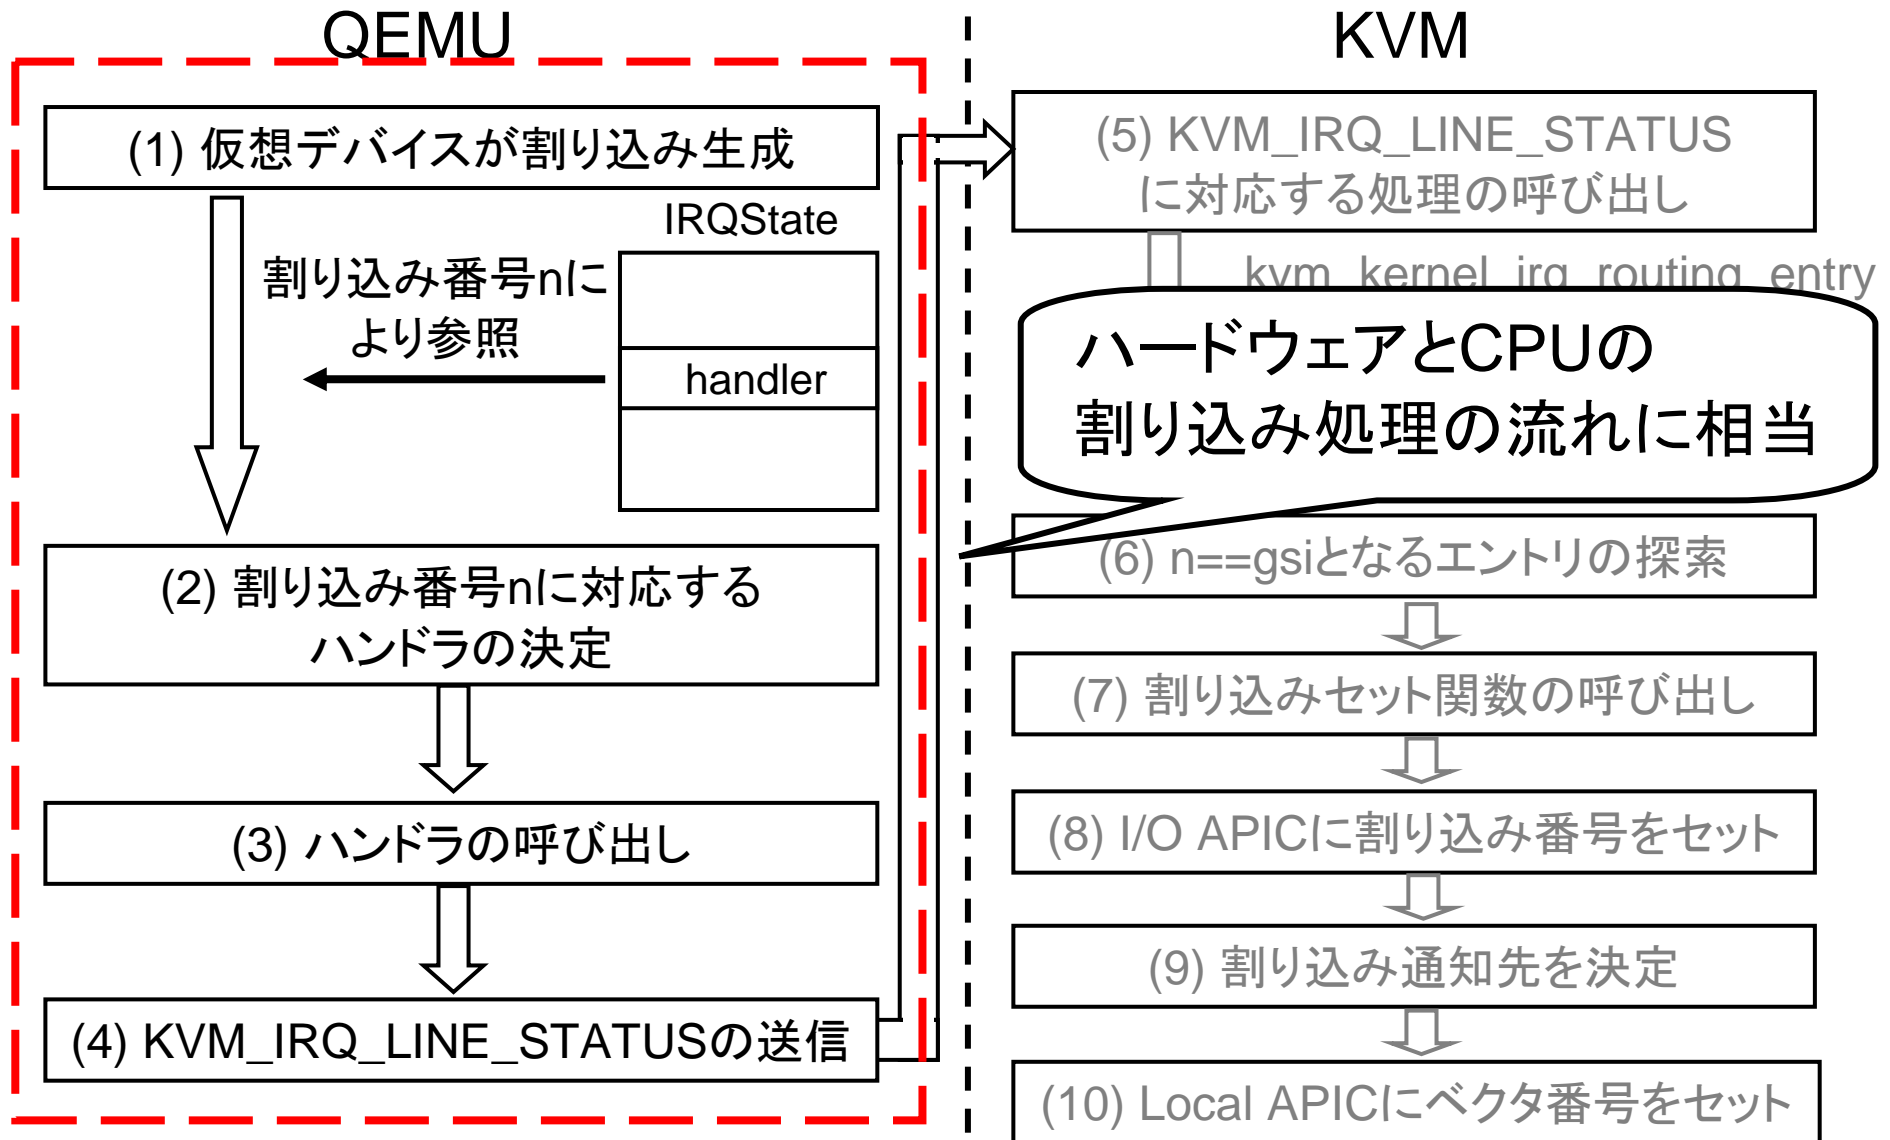 QEMU
(1) 仮想デバイスが割り込み生成
IRQState
割り込み番号nに
より参照
handler
(2) 割り込み番号nに対応する
ハンドラの決定
(3) ハンドラの呼び出し
(4) KVM_IRQ_LINE_STATUSの送信
KVM
(5) KVM_IRQ_LINE_STATUS
に対応する処理の呼び出し
kvm_kernel_irq_routing_entry
ハードウェアとCPUの
割り込み処理の流れに相当
(6) n==gsiとなるエントリの探索
(7) 割り込みセット関数の呼び出し
(8) I/O APICに割り込み番号をセット
(9) 割り込み通知先を決定
(10) Local APICにベクタ番号をセット